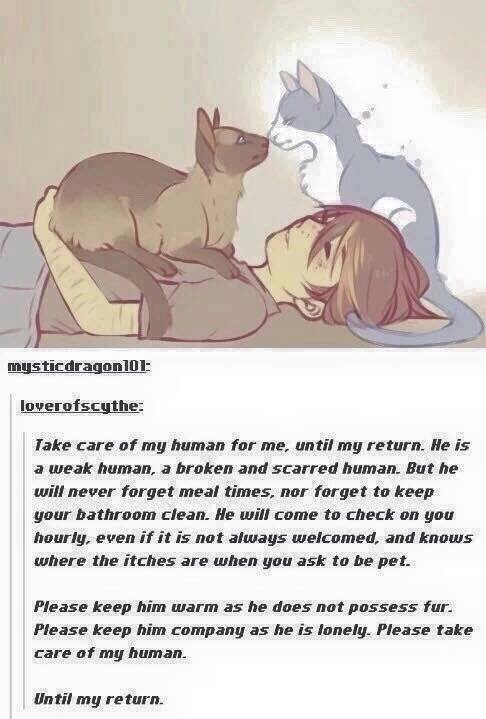 mysticdragon101:
loverofscythe:
Take care of my human for me, until my return. He is
a weak human, a broken and scarred human. But he
will never forget meal times, nor forget to keep
your bathroom clean. He will come to check on you
hourly, even if it is not always welcomed, and knows
where the itches are when you ask to be pet.
Please keep him warm as he does not possess fur.
Please keep him company as he is lonely. Please take
care of my human.
Until my return.